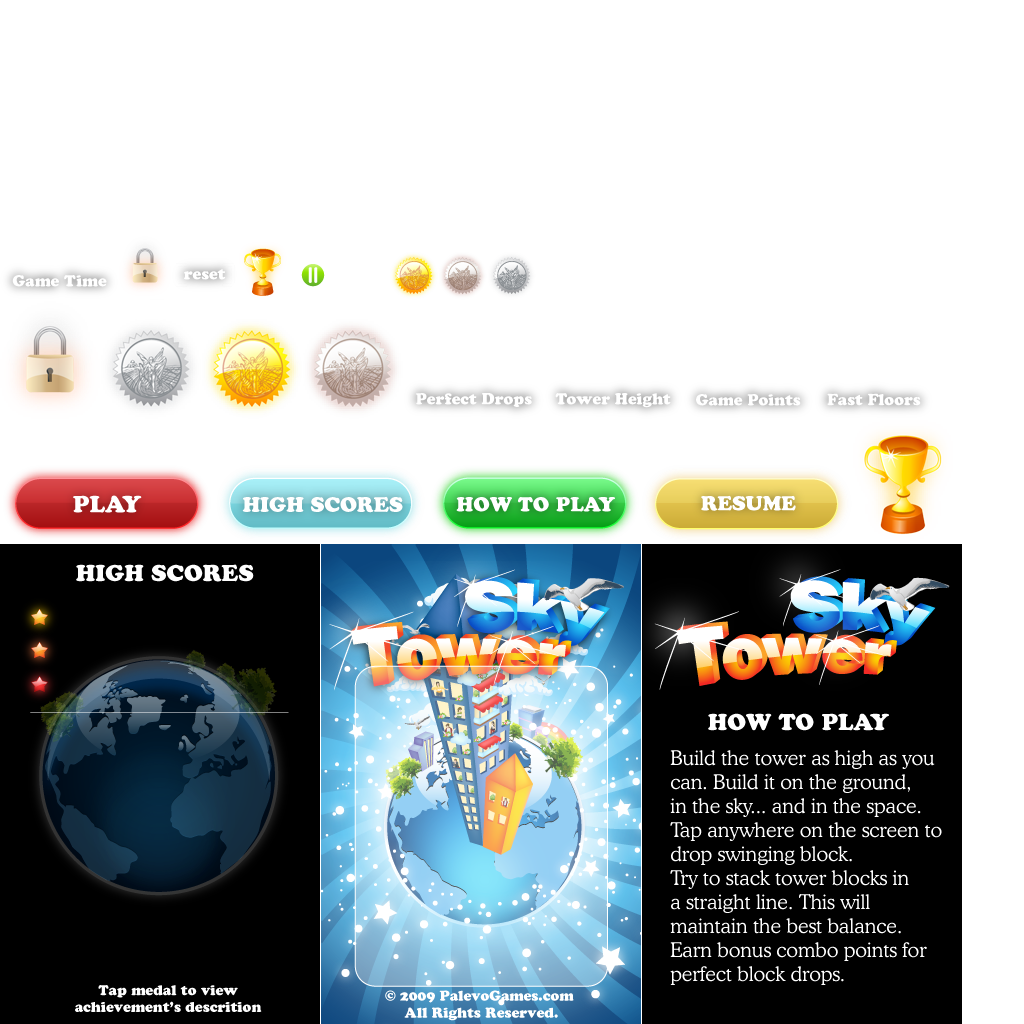 Game Time
reset
Perfect Drops
Tower Height
Game Points
Fast Floors
PLAY
HIGH SCORES
HOW TO PLAY
RESUME
HIGH SCORES
Tap medal to view
achievement's descrition
Sky
Tower
© 2009 PalevoGames.com
All Rights Reserved.
Sky
Tower
HOW TO PLAY
Build the tower as high as you
can. Build it on the ground,
in the sky... and in the space.
Tap anywhere on the screen to
drop swinging block.
Try to stack tower blocks in
a straight line. This will
maintain the best balance.
Earn bonus combo points for
perfect block drops.